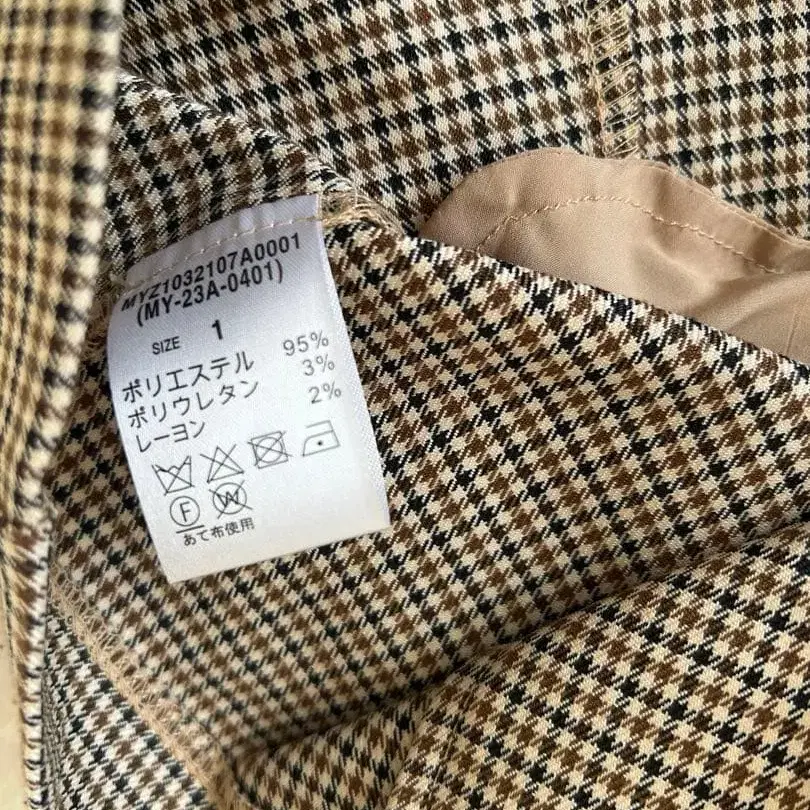 MYZ1032107A0001
(MY-23A-0401)
SIZE 1
ポリエステル 95%
ポリウレタン 3%
レーヨン 2%
F W
あて布使用